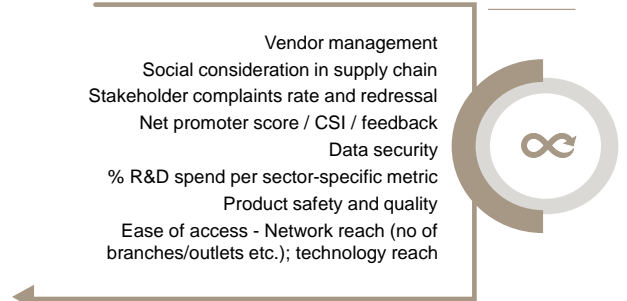 Vendor management
Social consideration in supply chain
Stakeholder complaints rate and redressal
Net promoter score / CSI / feedback
Data security
% R&D spend per sector-specific metric
Product safety and quality
Ease of access - Network reach (no of
branches/outlets etc.); technology reach